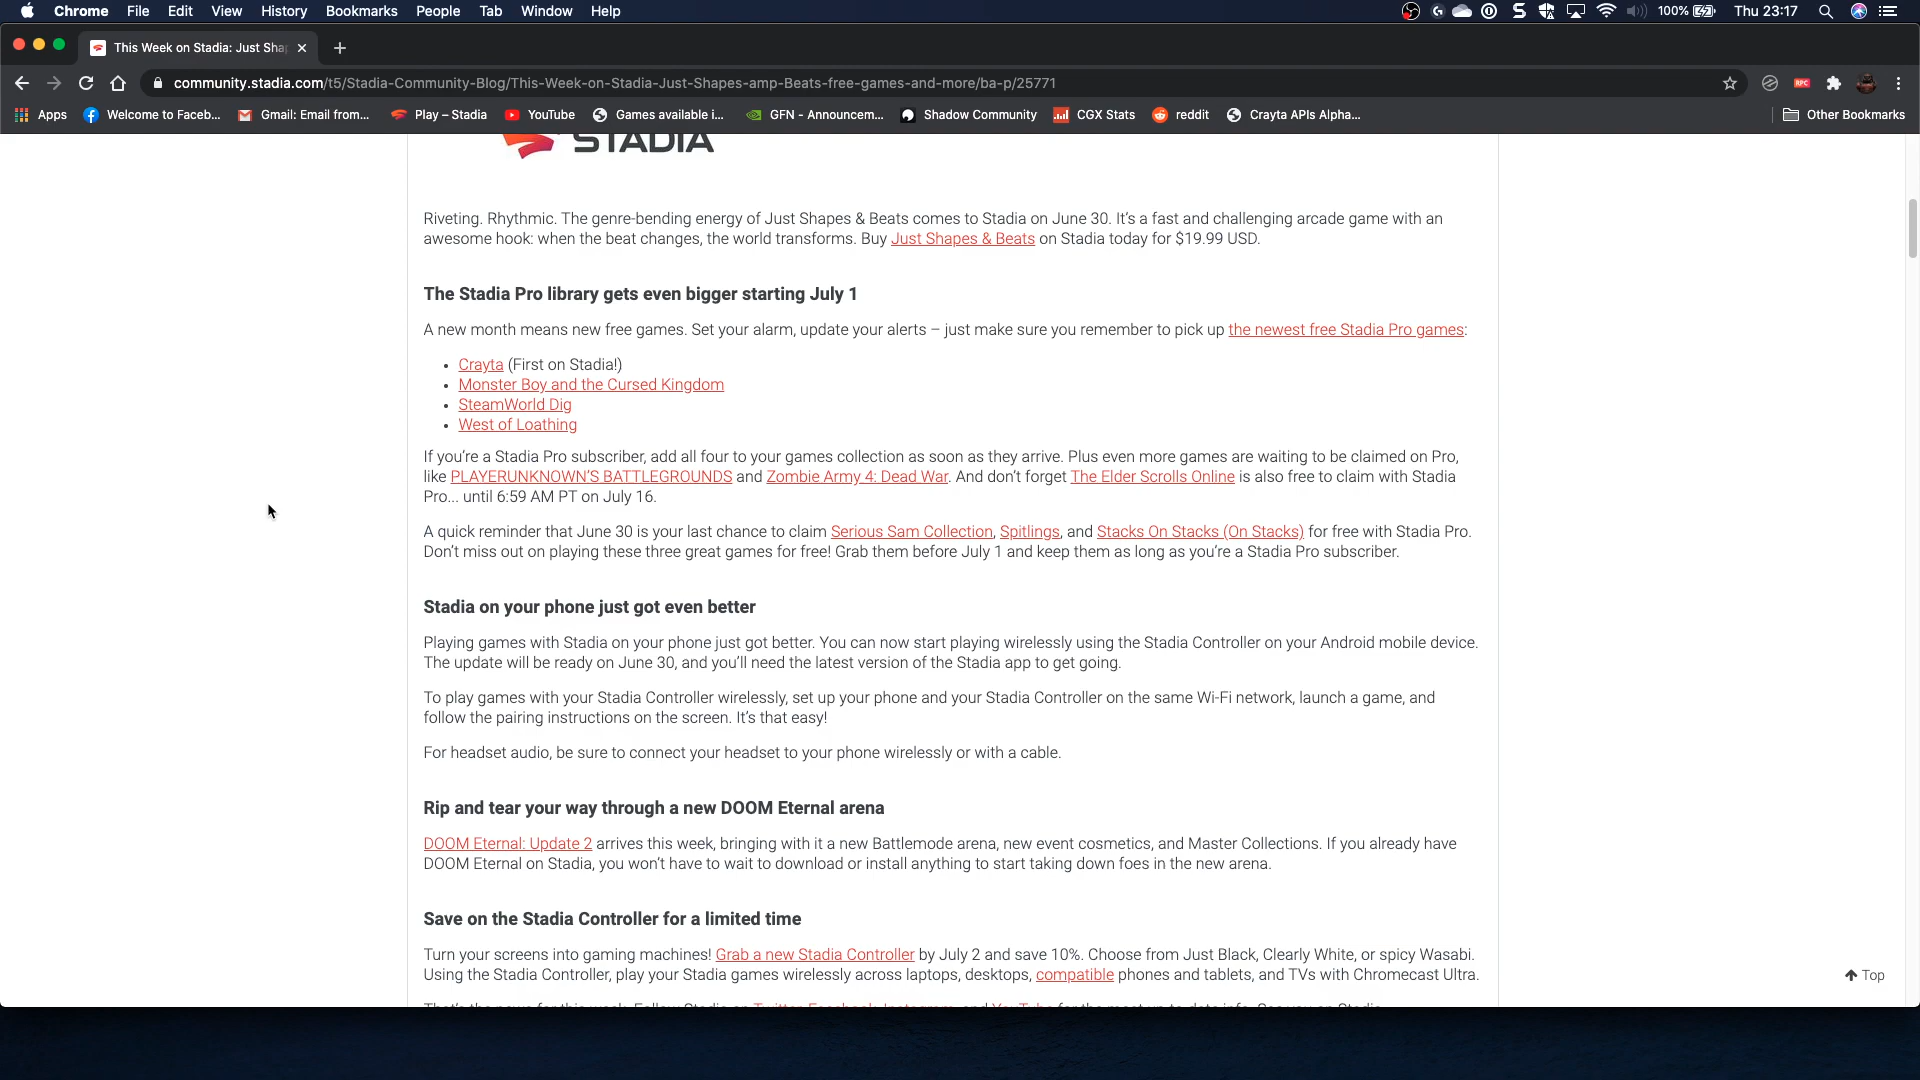 Chrome File Edit View History Bookmarks People Tab Window Help 100% Thu 23:17
This Week on Stadia: Just Sha
community.stadia.com/t5/Stadia-Community-Blog/This-Week-on-Stadia-Just-Shapes-amp-Beats-free-games-and-more/ba-p/25771
Apps Welcome to Faceb... Gmail: Email from... Play – Stadia YouTube Games available i... GFN - Announcem... Shadow Community CGX Stats reddit Crayta APIs Alpha... Other Bookmarks
STADIA
Riveting. Rhythmic. The genre-bending energy of Just Shapes & Beats comes to Stadia on June 30. It's a fast and challenging arcade game with an
awesome hook: when the beat changes, the world transforms. Buy Just Shapes & Beats on Stadia today for $19.99 USD.
The Stadia Pro library gets even bigger starting July 1
A new month means new free games. Set your alarm, update your alerts – just make sure you remember to pick up the newest free Stadia Pro games:
• Crayta (First on Stadia!)
• Monster Boy and the Cursed Kingdom
• SteamWorld Dig
• West of Loathing
If you're a Stadia Pro subscriber, add all four to your games collection as soon as they arrive. Plus even more games are waiting to be claimed on Pro,
like PLAYERUNKNOWN'S BATTLEGROUNDS and Zombie Army 4: Dead War. And don't forget The Elder Scrolls Online is also free to claim with Stadia
Pro... until 6:59 AM PT on July 16.
A quick reminder that June 30 is your last chance to claim Serious Sam Collection, Spitlings, and Stacks On Stacks (On Stacks) for free with Stadia Pro.
Don't miss out on playing these three great games for free! Grab them before July 1 and keep them as long as you're a Stadia Pro subscriber.
Stadia on your phone just got even better
Playing games with Stadia on your phone just got better. You can now start playing wirelessly using the Stadia Controller on your Android mobile device.
The update will be ready on June 30, and you'll need the latest version of the Stadia app to get going.
To play games with your Stadia Controller wirelessly, set up your phone and your Stadia Controller on the same Wi-Fi network, launch a game, and
follow the pairing instructions on the screen. It's that easy!
For headset audio, be sure to connect your headset to your phone wirelessly or with a cable.
Rip and tear your way through a new DOOM Eternal arena
DOOM Eternal: Update 2 arrives this week, bringing with it a new Battlemode arena, new event cosmetics, and Master Collections. If you already have
DOOM Eternal on Stadia, you won't have to wait to download or install anything to start taking down foes in the new arena.
Save on the Stadia Controller for a limited time
Turn your screens into gaming machines! Grab a new Stadia Controller by July 2 and save 10%. Choose from Just Black, Clearly White, or spicy Wasabi.
Using the Stadia Controller, play your Stadia games wirelessly across laptops, desktops, compatible phones and tablets, and TVs with Chromecast Ultra.
Top